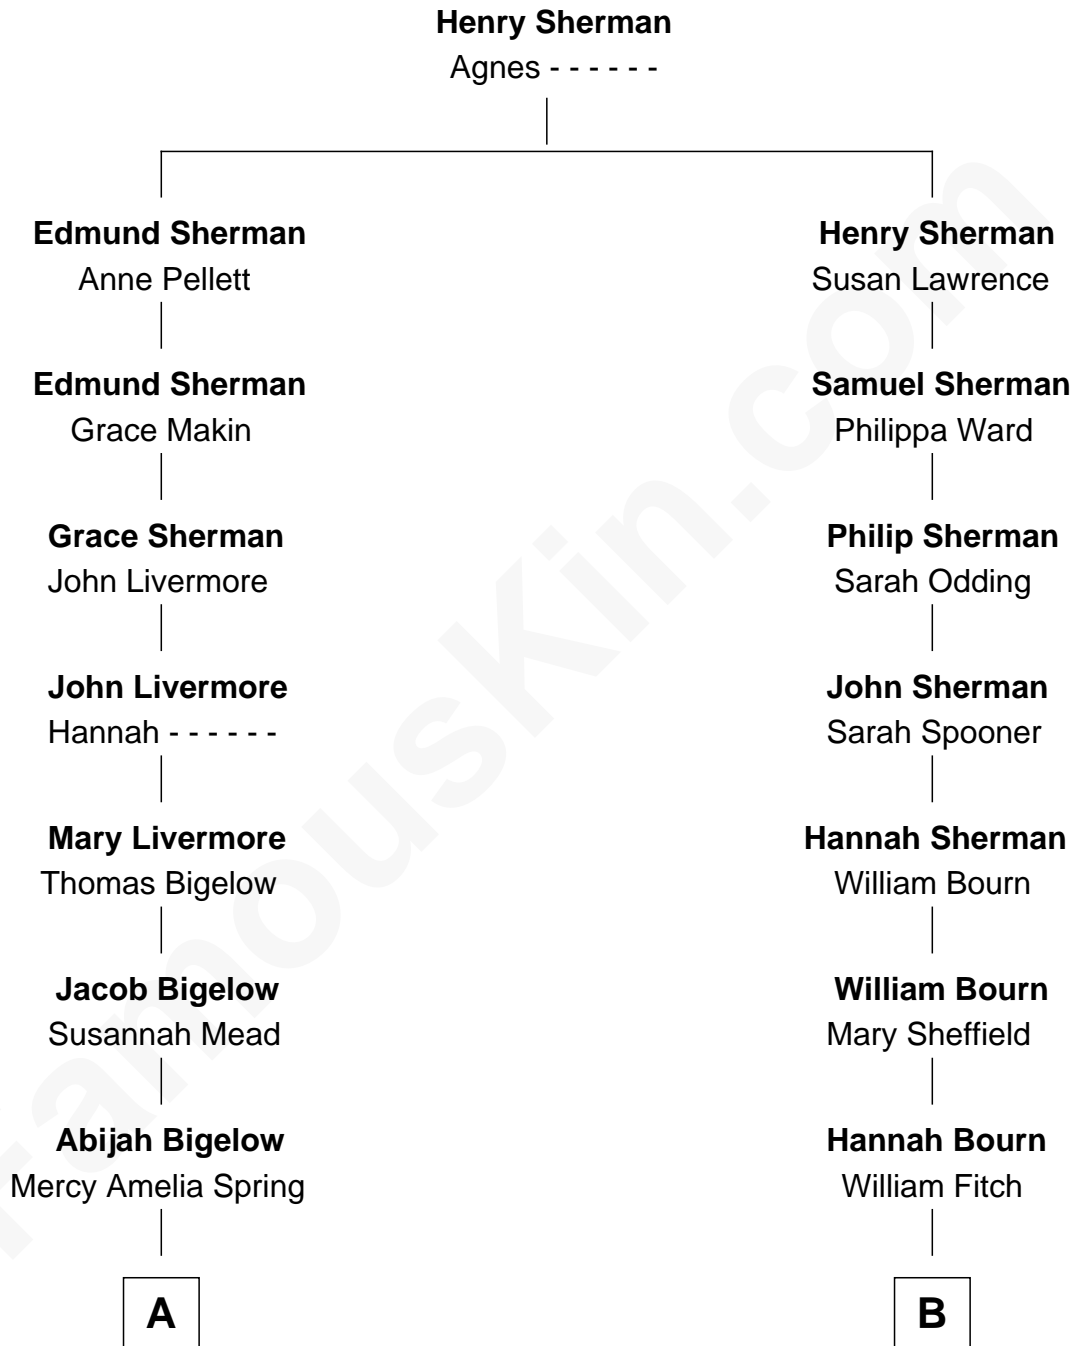 Henry Sherman
Agnes - - - - - -
Edmund Sherman
Anne Pellett
Henry Sherman
Susan Lawrence
Edmund Sherman
Grace Makin
Samuel Sherman
Philippa Ward
Grace Sherman
John Livermore
Philip Sherman
Sarah Odding
John Livermore
Hannah - - - - - -
John Sherman
Sarah Spooner
Mary Livermore
Thomas Bigelow
Hannah Sherman
William Bourn
Jacob Bigelow
Susannah Mead
William Bourn
Mary Sheffield
Abijah Bigelow
Mercy Amelia Spring
Hannah Bourn
William Fitch
A
B
FamousKin.com